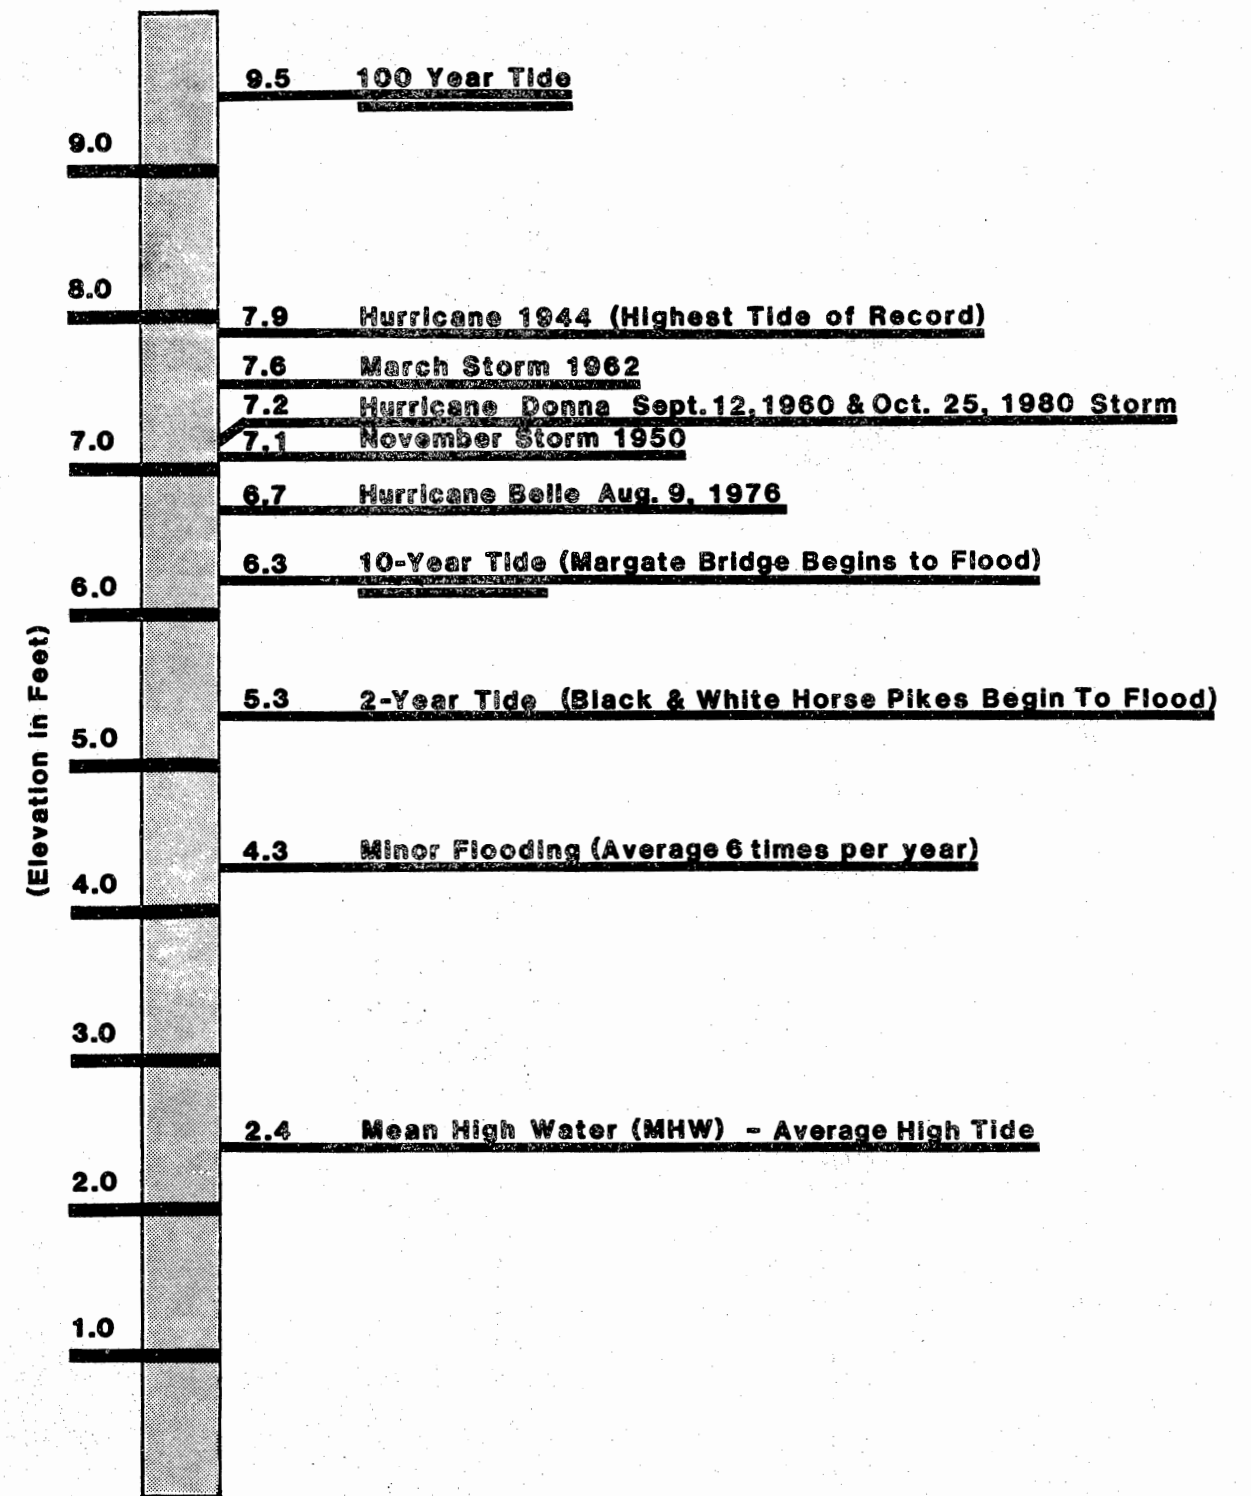 9.5 100 Year Tide
9.0
8.0
7.9 Hurricane 1944 (Highest Tide of Record)
7.6 March Storm 1962
7.2 Hurricane Donna Sept. 12, 1960 & Oct. 25, 1980 Storm
7.0
7.1 November Storm 1950
6.7 Hurricane Belle Aug. 9, 1976
6.3 10-Year Tide (Margate Bridge Begins to Flood)
6.0
5.3 2-Year Tide (Black & White Horse Pikes Begin To Flood)
5.0
(Elevation in Feet)
4.3 Minor Flooding (Average 6 times per year)
4.0
3.0
2.4 Mean High Water (MHW) - Average High Tide
2.0
1.0